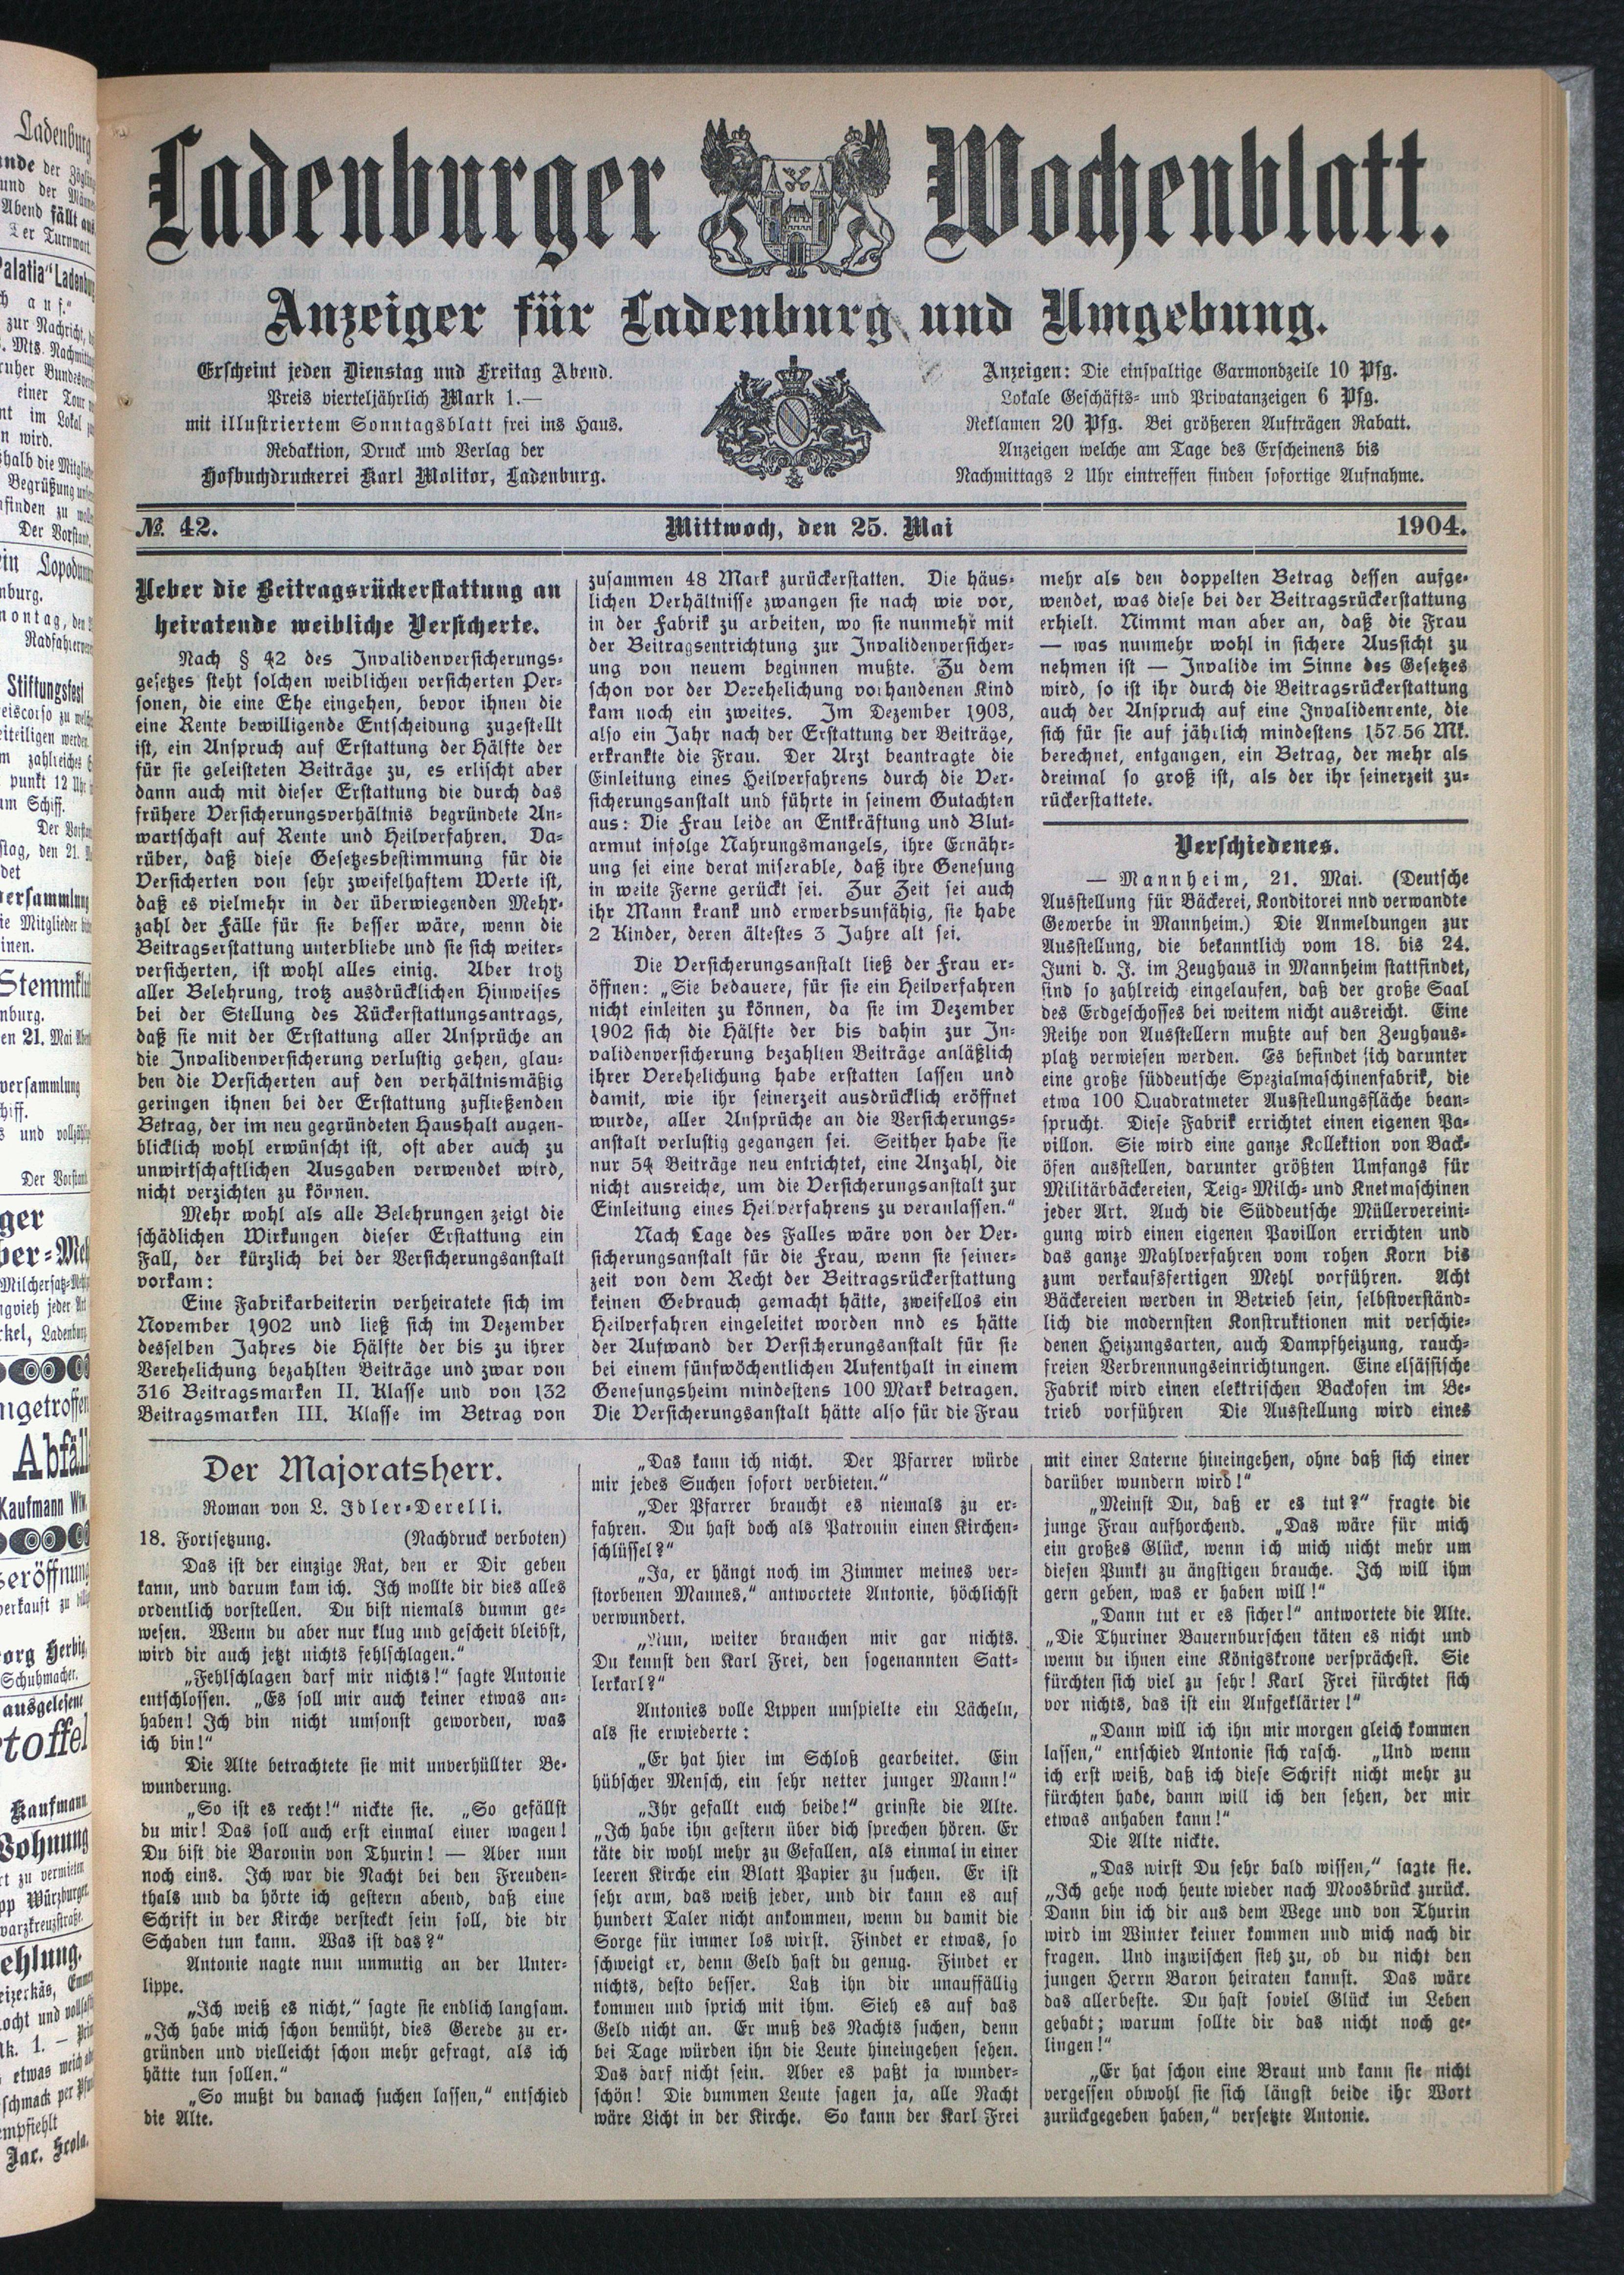 Ladenburger Wochenblatt.
Anzeiger für Ladenburg und Umgebung.
Erscheint jeden Dienstag und Freitag Abend.
Preis vierteljährlich Mark 1.—
mit illustriertem Sonntagsblatt frei ins Haus.
Redaktion, Druck und Verlag der
Hofbuchdruckerei Karl Molitor, Ladenburg.
Anzeigen: Die einspaltige Garmondzeile 10 Pfg.
Lokale Geschäfts- und Privatanzeigen 6 Pfg.
Reklamen 20 Pfg. Bei größeren Aufträgen Rabatt.
Anzeigen welche am Tage des Erscheinens bis
Nachmittags 2 Uhr eintreffen finden sofortige Aufnahme.
№ 42. Mittwoch, den 25. Mai 1904.
Ueber die Beitragsrückerstattung an
heiratende weibliche Versicherte.
Nach § 42 des Invalidenversicherungs-
gesetzes steht solchen weiblichen versicherten Per-
sonen, die eine Ehe eingehen, bevor ihnen die
eine Rente bewilligende Entscheidung zugestellt
ist, ein Anspruch auf Erstattung der Hälfte der
für sie geleisteten Beiträge zu, es erlischt aber
dann auch mit dieser Erstattung die durch das
frühere Versicherungsverhältnis begründete An-
wartschaft auf Rente und Heilverfahren. Da-
rüber, daß diese Gesetzesbestimmung für die
Versicherten von sehr zweifelhaftem Werte ist,
daß es vielmehr in der überwiegenden Mehr-
zahl der Fälle für sie besser wäre, wenn die
Beitragserstattung unterbliebe und sie sich weiter-
versicherten, ist wohl alles einig. Aber trotz
aller Belehrung, trotz ausdrücklichen Hinweises
bei der Stellung des Rückerstattungsantrags,
daß sie mit der Erstattung aller Ansprüche an
die Invalidenversicherung verlustig gehen, glau-
ben die Versicherten auf den verhältnismäßig
geringen ihnen bei der Erstattung zufließenden
Betrag, der im neu gegründeten Haushalt augen-
blicklich wohl erwünscht ist, oft aber auch zu
unwirtschaftlichen Ausgaben verwendet wird,
nicht verzichten zu können.
Mehr wohl als alle Belehrungen zeigt die
schädlichen Wirkungen dieser Erstattung ein
Fall, der kürzlich bei der Versicherungsanstalt
vorkam:
Eine Fabrikarbeiterin verheiratete sich im
November 1902 und ließ sich im Dezember
desselben Jahres die Hälfte der bis zu ihrer
Verehelichung bezahlten Beiträge und zwar von
316 Beitragsmarken II. Klasse und von 132
Beitragsmarken III. Klasse im Betrag von
zusammen 48 Mark zurückerstatten. Die häus-
lichen Verhältnisse zwangen sie nach wie vor,
in der Fabrik zu arbeiten, wo sie nunmehr mit
der Beitragsentrichtung zur Invalidenversicher-
ung von neuem beginnen mußte. Zu dem
schon vor der Verehelichung vorhandenen Kind
kam noch ein zweites. Im Dezember 1903,
also ein Jahr nach der Erstattung der Beiträge,
erkrankte die Frau. Der Arzt beantragte die
Einleitung eines Heilverfahrens durch die Ver-
sicherungsanstalt und führte in seinem Gutachten
aus: Die Frau leide an Entkräftung und Blut-
armut infolge Nahrungsmangels, ihre Ernähr-
ung sei eine derat miserable, daß ihre Genesung
in weite Ferne gerückt sei. Zur Zeit sei auch
ihr Mann krank und erwerbsunfähig, sie habe
2 Kinder, deren ältestes 3 Jahre alt sei.
Die Versicherungsanstalt ließ der Frau er-
öffnen: „Sie bedauere, für sie ein Heilverfahren
nicht einleiten zu können, da sie im Dezember
1902 sich die Hälfte der bis dahin zur In-
validenversicherung bezahlten Beiträge anläßlich
ihrer Verehelichung habe erstatten lassen und
damit, wie ihr seinerzeit ausdrücklich eröffnet
wurde, aller Ansprüche an die Versicherungs-
anstalt verlustig gegangen sei. Seither habe sie
nur 54 Beiträge neu entrichtet, eine Anzahl, die
nicht ausreiche, um die Versicherungsanstalt zur
Einleitung eines Heilverfahrens zu veranlassen.“
Nach Lage des Falles wäre von der Ver-
sicherungsanstalt für die Frau, wenn sie seiner-
zeit von dem Recht der Beitragsrückerstattung
keinen Gebrauch gemacht hätte, zweifellos ein
Heilverfahren eingeleitet worden nnd es hätte
der Aufwand der Versicherungsanstalt für sie
bei einem fünfwöchentlichen Aufenthalt in einem
Genesungsheim mindestens 100 Mark betragen.
Die Versicherungsanstalt hätte also für die Frau
mehr als den doppelten Betrag dessen aufge-
wendet, was diese bei der Beitragsrückerstattung
erhielt. Nimmt man aber an, daß die Frau
— was nunmehr wohl in sichere Aussicht zu
nehmen ist — Invalide im Sinne des Gesetzes
wird, so ist ihr durch die Beitragsrückerstattung
auch der Anspruch auf eine Invalidenrente, die
sich für sie auf jährlich mindestens 157.56 Mk.
berechnet, entgangen, ein Betrag, der mehr als
dreimal so groß ist, als der ihr seinerzeit zu-
rückerstattete.
Verschiedenes.
— Mannheim, 21. Mai. (Deutsche
Ausstellung für Bäckerei, Konditorei nnd verwandte
Gewerbe in Mannheim.) Die Anmeldungen zur
Ausstellung, die bekanntlich vom 18. bis 24.
Juni d. J. im Zeughaus in Mannheim stattfindet,
sind so zahlreich eingelaufen, daß der große Saal
des Erdgeschosses bei weitem nicht ausreicht. Eine
Reihe von Ausstellern mußte auf den Zeughaus-
platz verwiesen werden. Es befindet sich darunter
eine große süddeutsche Spezialmaschinenfabrik, die
etwa 100 Quadratmeter Ausstellungsfläche bean-
sprucht. Diese Fabrik errichtet einen eigenen Pa-
villon. Sie wird eine ganze Kollektion von Back-
öfen ausstellen, darunter größten Umfangs für
Militärbäckereien, Teig- Milch- und Knetmaschinen
jeder Art. Auch die Süddeutsche Müllervereini-
gung wird einen eigenen Pavillon errichten und
das ganze Mahlverfahren vom rohen Korn bis
zum verkaufsfertigen Mehl vorführen. Acht
Bäckereien werden in Betrieb sein, selbstverständ-
lich die modernsten Konstruktionen mit verschie-
denen Heizungsarten, auch Dampfheizung, rauch-
freien Verbrennungseinrichtungen. Eine elsässische
Fabrik wird einen elektrischen Backofen im Be-
trieb vorführen Die Ausstellung wird eines
Der Majoratsherr.
Roman von L. Idler-Derelli.
18. Fortsetzung. (Nachdruck verboten)
Das ist der einzige Rat, den er Dir geben
kann, und darum kam ich. Ich wollte dir dies alles
ordentlich vorstellen. Du bist niemals dumm ge-
wesen. Wenn du aber nur klug und gescheit bleibst,
wird dir auch jetzt nichts fehlschlagen.“
„Fehlschlagen darf mir nichts!“ sagte Antonie
entschlossen. „Es soll mir auch keiner etwas an-
haben! Ich bin nicht umsonst geworden, was
ich bin!“
Die Alte betrachtete sie mit unverhüllter Be-
wunderung.
„So ist es recht!“ nickte sie. „So gefällst
du mir! Das soll auch erst einmal einer wagen!
Du bist die Baronin von Thurin! — Aber nun
noch eins. Ich war die Nacht bei den Freuden-
thals und da hörte ich gestern abend, daß eine
Schrift in der Kirche versteckt sein soll, die dir
Schaden tun kann. Was ist das?“
Antonie nagte nun unmutig an der Unter-
lippe.
„Ich weiß es nicht,“ sagte sie endlich langsam.
„Ich habe mich schon bemüht, dies Gerede zu er-
gründen und vielleicht schon mehr gefragt, als ich
hätte tun sollen.“
„So mußt du danach suchen lassen,“ entschied
die Alte.
„Das kann ich nicht. Der Pfarrer würde
mir jedes Suchen sofort verbieten.“
„Der Pfarrer braucht es niemals zu er-
fahren. Du hast doch als Patronin einen Kirchen-
schlüssel?“
„Ja, er hängt noch im Zimmer meines ver-
storbenen Mannes,“ antwortete Antonie, höchlichst
verwundert.
„Nun, weiter brauchen mir gar nichts.
Du kennst den Karl Frei, den sogenannten Satt-
lerkarl?“
Antonies volle Lippen umspielte ein Lächeln,
als sie erwiederte:
„Er hat hier im Schloß gearbeitet. Ein
hübscher Mensch, ein sehr netter junger Mann!“
„Ihr gefallt euch beide!“ grinste die Alte.
„Ich habe ihn gestern über dich sprechen hören. Er
täte dir wohl mehr zu Gefallen, als einmal in einer
leeren Kirche ein Blatt Papier zu suchen. Er ist
sehr arm, das weiß jeder, und dir kann es auf
hundert Taler nicht ankommen, wenn du damit die
Sorge für immer los wirst. Findet er etwas, so
schweigt er, denn Geld hast du genug. Findet er
nichts, desto besser. Laß ihn dir unauffällig
kommen und sprich mit ihm. Sieh es auf das
Geld nicht an. Er muß des Nachts suchen, denn
bei Tage würden ihn die Leute hineingehen sehen.
Das darf nicht sein. Aber es paßt ja wunder-
schön! Die dummen Leute sagen ja, alle Nacht
wäre Licht in der Kirche. So kann der Karl Frei
mit einer Laterne hineingehen, ohne daß sich einer
darüber wundern wird!“
„Meinst Du, daß er es tut?“ fragte die
junge Frau aufhorchend. „Das wäre für mich
ein großes Glück, wenn ich mich nicht mehr um
diesen Punkt zu ängstigen brauche. Ich will ihm
gern geben, was er haben will!“
„Dann tut er es sicher!“ antwortete die Alte.
„Die Thuriner Bauernburschen täten es nicht und
wenn du ihnen eine Königskrone versprächest. Sie
fürchten sich viel zu sehr! Karl Frei fürchtet sich
vor nichts, das ist ein Aufgeklärter!“
„Dann will ich ihn mir morgen gleich kommen
lassen,“ entschied Antonie sich rasch. „Und wenn
ich erst weiß, daß ich diese Schrift nicht mehr zu
fürchten habe, dann will ich den sehen, der mir
etwas anhaben kann!“
Die Alte nickte.
„Das wirst Du sehr bald wissen,“ sagte sie.
„Ich gehe noch heute wieder nach Moosbrück zurück.
Dann bin ich dir aus dem Wege und von Thurin
wird im Winter keiner kommen und mich nach dir
fragen. Und inzwischen sieh zu, ob du nicht den
jungen Herrn Baron heiraten kannst. Das wäre
das allerbeste. Du hast soviel Glück im Leben
gehabt; warum sollte dir das nicht noch ge-
lingen!“
„Er hat schon eine Braut und kann sie nicht
vergessen obwohl sie sich längst beide ihr Wort
zurückgegeben haben,“ versetzte Antonie.